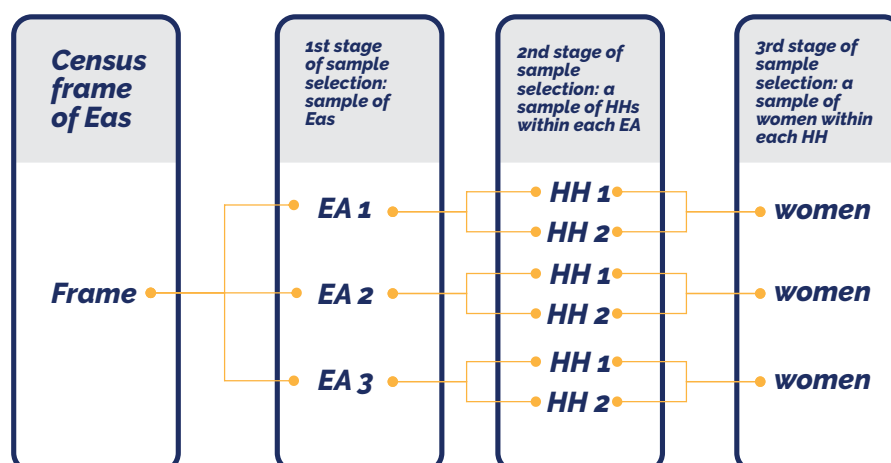 Census
frame
of Eas
1st stage
of sample
selection:
sample of
Eas
2nd stage of
sample
selection: a
sample of HHs
within each EA
3rd stage of
sample
selection: a
sample of
women within
each HH
Frame
EA 1
EA 2
EA 3
HH 1
HH 2
HH 1
HH 2
HH 1
HH 2
women
women
women